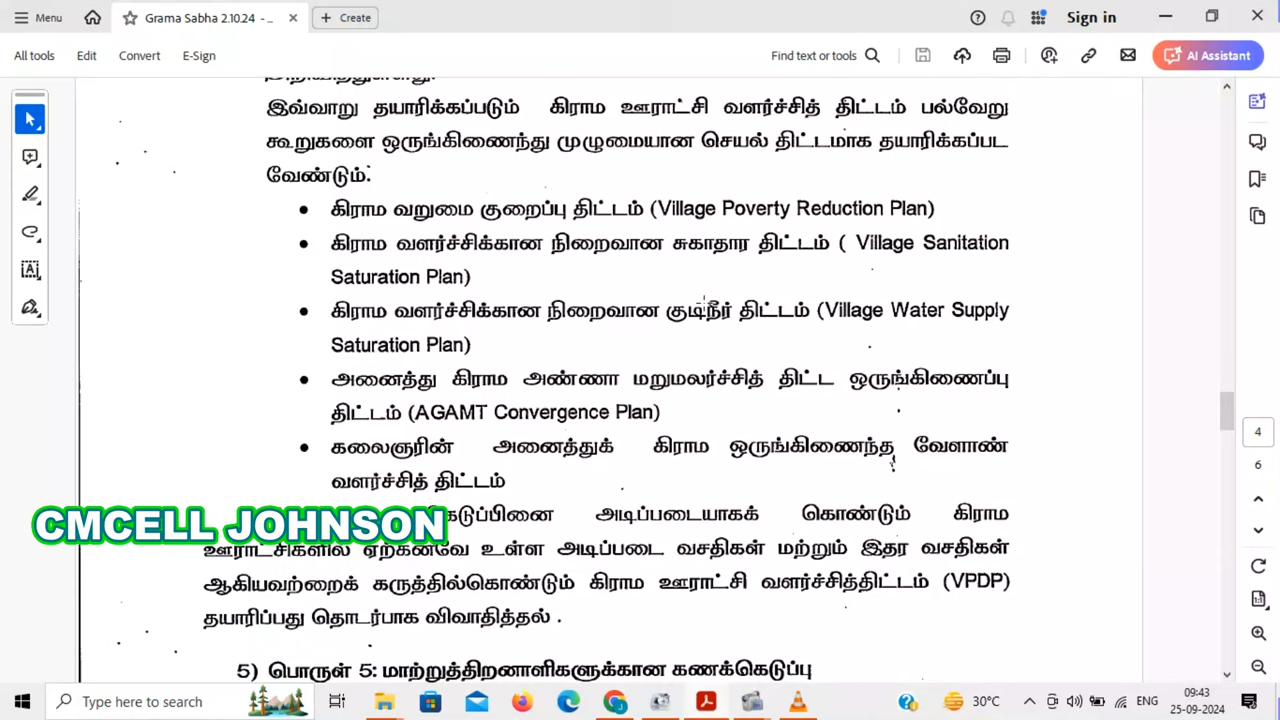 Menu
Grama Sabha 2.10.24 - ...
Create
Sign in
All tools Edit Convert E-Sign
Find text or tools
AI Assistant
இவ்வாறு தயாரிக்கப்படும் கிராம ஊராட்சி வளர்ச்சித் திட்டம் பல்வேறு
கூறுகளை ஒருங்கிணைந்து முழுமையான செயல் திட்டமாக தயாரிக்கப்பட
வேண்டும்.
• கிராம வறுமை குறைப்பு திட்டம் (Village Poverty Reduction Plan)
• கிராம வளர்ச்சிக்கான நிறைவான சுகாதார திட்டம் ( Village Sanitation
Saturation Plan)
• கிராம வளர்ச்சிக்கான நிறைவான குடிநீர் திட்டம் (Village Water Supply
Saturation Plan)
• அனைத்து கிராம அண்ணா மறுமலர்ச்சித் திட்ட ஒருங்கிணைப்பு
திட்டம் (AGAMT Convergence Plan)
• கலைஞரின் அனைத்துக் கிராம ஒருங்கிணைந்த வேளாண்
வளர்ச்சித் திட்டம்
அடிப்படையாகக் கொண்டும் கிராம
CMCELL JOHNSON
ஊராட்சிகளில் ஏற்கனவே உள்ள அடிப்படை வசதிகள் மற்றும் இதர வசதிகள்
ஆகியவற்றைக் கருத்தில்கொண்டும் கிராம ஊராட்சி வளர்ச்சித்திட்டம் (VPDP)
தயாரிப்பது தொடர்பாக விவாதித்தல் .
5) பொருள் 5: மாற்றுத்திறனாளிகளுக்கான கணக்கெடுப்பு
4
6
Type here to search
30°C
ENG
09:43
25-09-2024